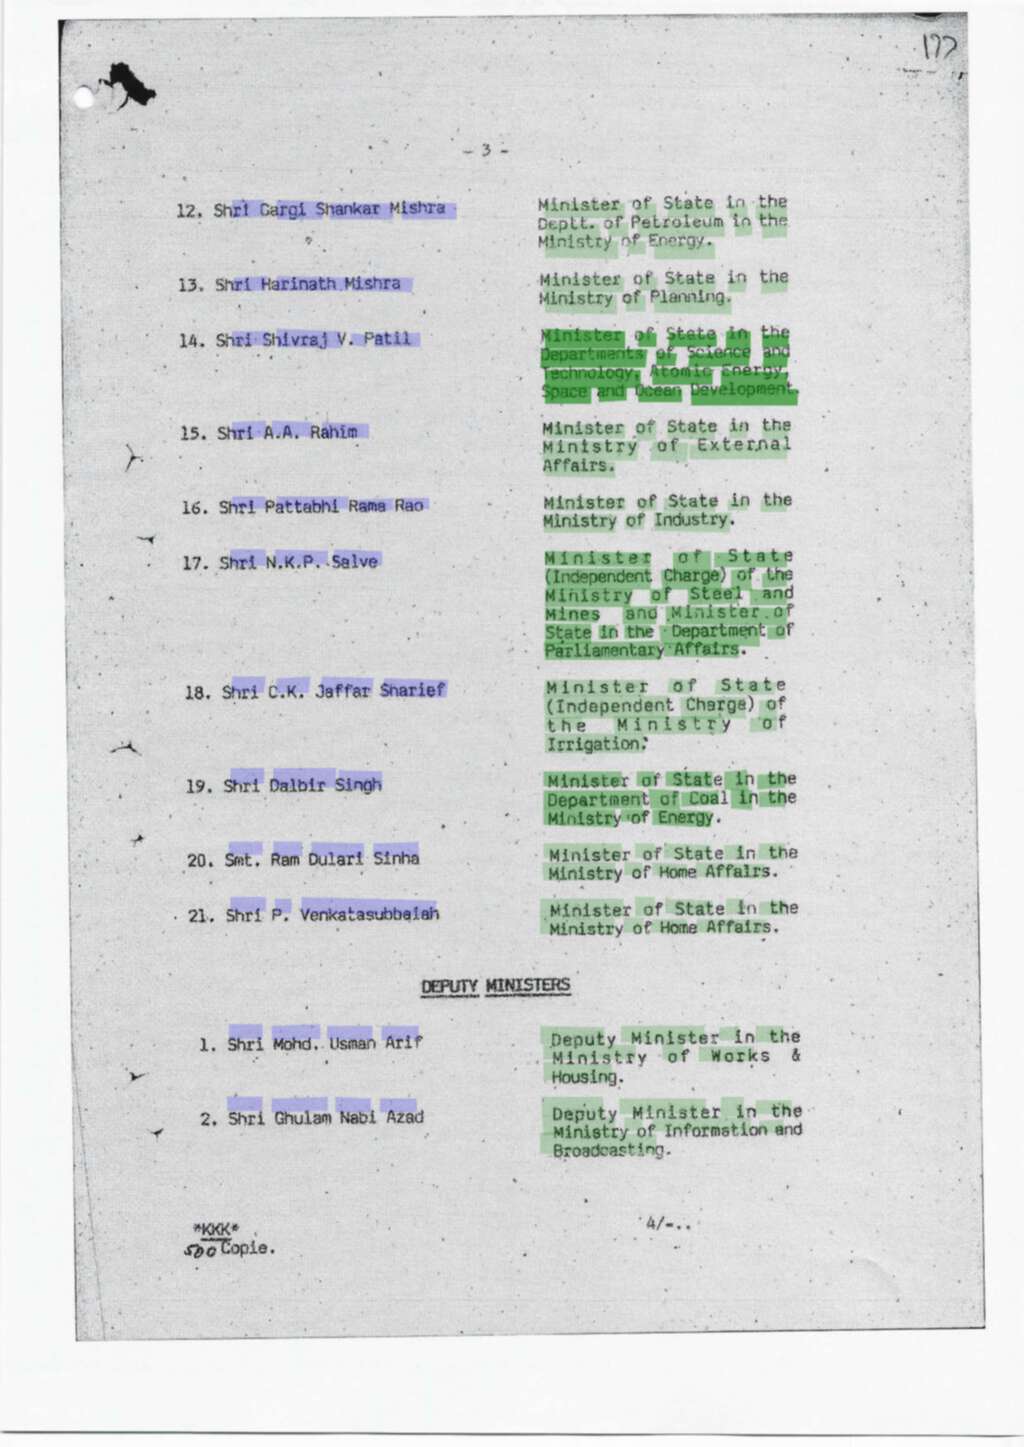 177
- 3 -
12. Shri Gargi Shankar Mishra Minister of State in the
Deptt. of Petroleum in the
Ministry of Energy.
13. Shri Harinath Mishra Minister of State in the
Ministry of Planning.
14. Shri Shivraj V. Patil Minister of State in the
Departments of Science and
Technology, Atomic Energy,
Space and Ocean Development.
15. Shri A.A. Rahim Minister of State in the
Ministry of External
Affairs.
16. Shri Pattabhi Rama Rao Minister of State in the
Ministry of Industry.
17. Shri N.K.P. Salve Minister of State
(Independent Charge) of the
Ministry of Steel and
Mines and Minister of
State in the Department of
Parliamentary Affairs.
18. Shri C.K. Jaffar Sharief Minister of State
(Independent Charge) of
the Ministry of
Irrigation.
19. Shri Dalbir Singh Minister of State in the
Department of Coal in the
Ministry of Energy.
20. Smt. Ram Dulari Sinha Minister of State in the
Ministry of Home Affairs.
21. Shri P. Venkatasubbaiah Minister of State in the
Ministry of Home Affairs.
DEPUTY MINISTERS
1. Shri Mohd. Usman Arif Deputy Minister in the
Ministry of Works &
Housing.
2. Shri Ghulam Nabi Azad Deputy Minister in the
Ministry of Information and
Broadcasting.
4/-..
*KKK*
500 Copie.